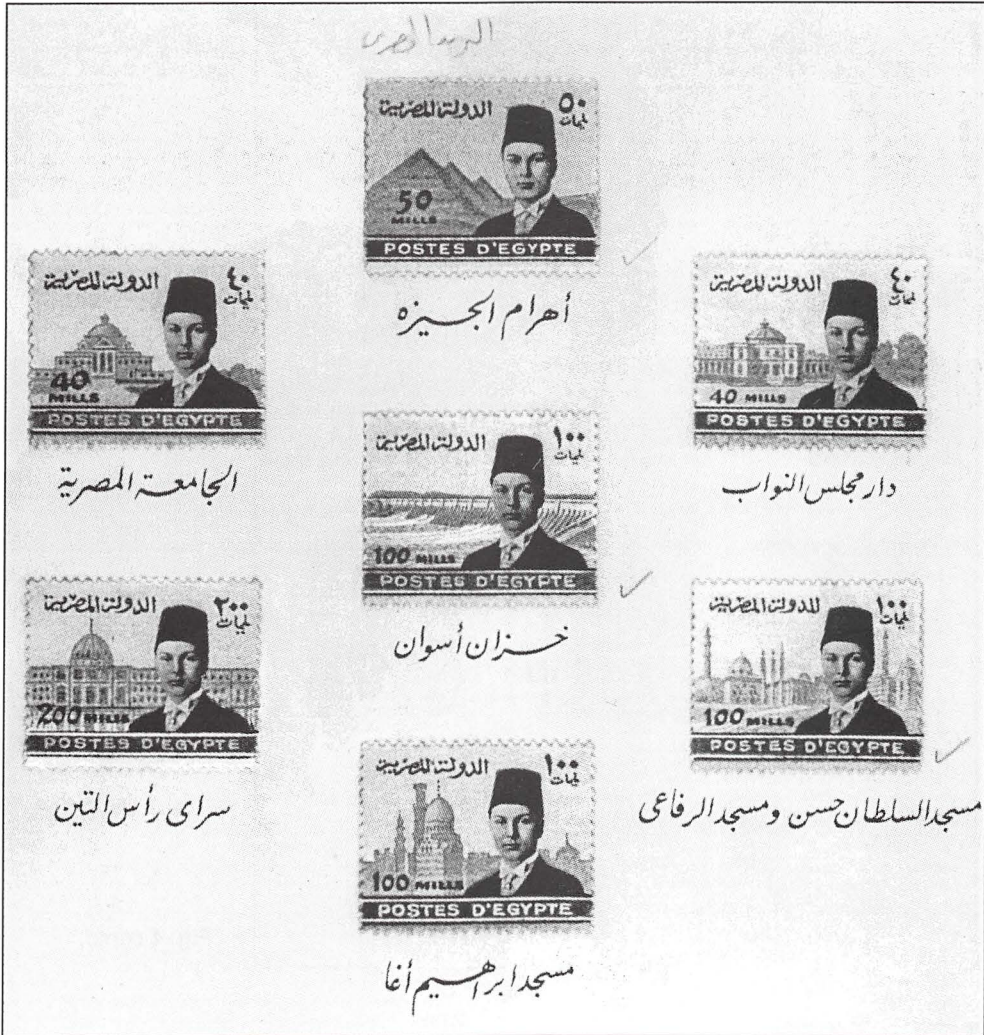 البريد المصرى
الدولة المصرية
٥٠
مليمات
50
MILLS
POSTES D'EGYPTE
أهرام الجيزه
الدولة المصرية
٤٠
مليمات
40
MILLS
POSTES D'EGYPTE
الجامعة المصرية
الدولة المصرية
٤٠
مليمات
40 MILLS
POSTES D'EGYPTE
دار مجلس النواب
الدولة المصرية
١٠٠
مليمات
100 MILLS
POSTES D'EGYPTE
خزان أسوان
الدولة المصرية
٢٠٠
مليمات
200 MILLS
POSTES D'EGYPTE
سراى رأس التين
الدولة المصرية
١٠٠
مليمات
100 MILLS
POSTES D'EGYPTE
مسجد السلطان حسن ومسجد الرفاعى
الدولة المصرية
١٠٠
مليمات
100 MILLS
POSTES D'EGYPTE
مسجد ابراهيم أغا